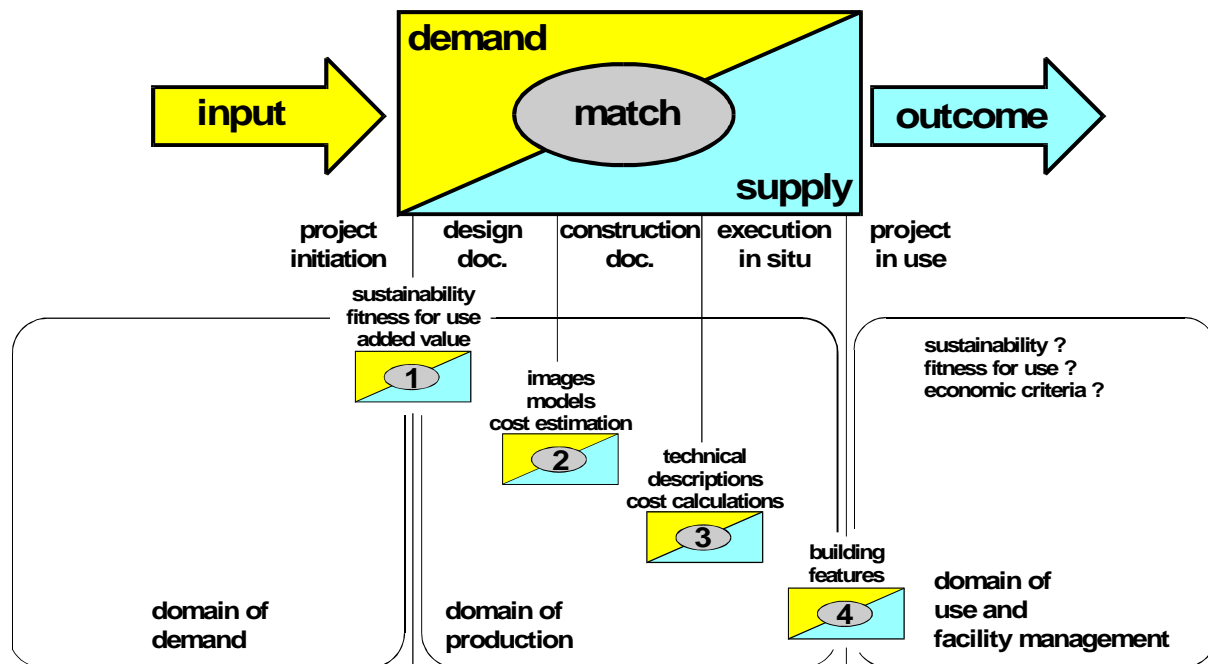 demand
input
match
outcome
supply
project
initiation
design
doc.
construction
doc.
execution
in situ
project
in use
sustainability
fitness for use
added value
1
images
models
cost estimation
2
technical
descriptions
cost calculations
3
building
features
4
sustainability ?
fitness for use ?
economic criteria ?
domain of
demand
domain of
production
domain of
use and
facility management